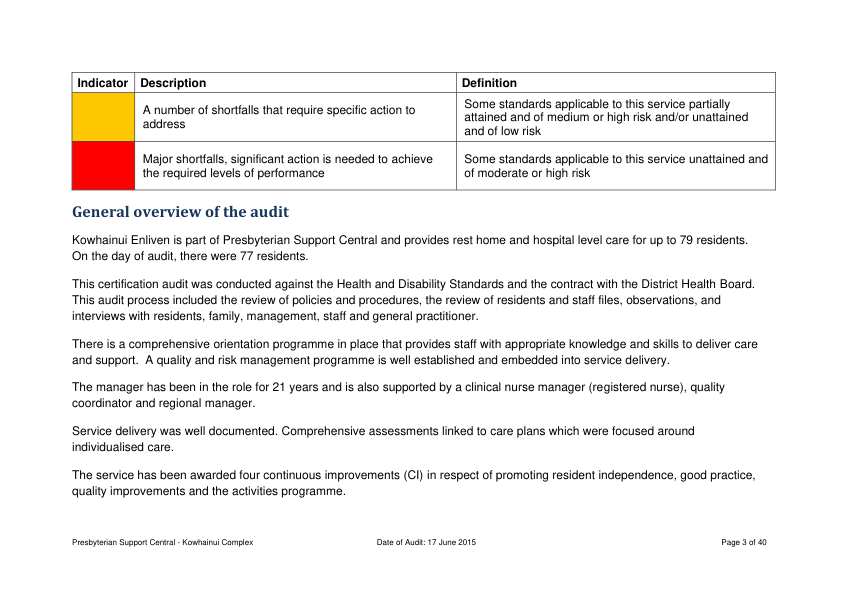 Indicator Description Definition
A number of shortfalls that require specific action to
address
Some standards applicable to this service partially
attained and of medium or high risk and/or unattained
and of low risk
Major shortfalls, significant action is needed to achieve
the required levels of performance
Some standards applicable to this service unattained and
of moderate or high risk
General overview of the audit
Kowhainui Enliven is part of Presbyterian Support Central and provides rest home and hospital level care for up to 79 residents.
On the day of audit, there were 77 residents.
This certification audit was conducted against the Health and Disability Standards and the contract with the District Health Board.
This audit process included the review of policies and procedures, the review of residents and staff files, observations, and
interviews with residents, family, management, staff and general practitioner.
There is a comprehensive orientation programme in place that provides staff with appropriate knowledge and skills to deliver care
and support.  A quality and risk management programme is well established and embedded into service delivery.
The manager has been in the role for 21 years and is also supported by a clinical nurse manager (registered nurse), quality
coordinator and regional manager.
Service delivery was well documented. Comprehensive assessments linked to care plans which were focused around
individualised care.
The service has been awarded four continuous improvements (CI) in respect of promoting resident independence, good practice,
quality improvements and the activities programme.
Presbyterian Support Central - Kowhainui Complex Date of Audit: 17 June 2015 Page 3 of 40